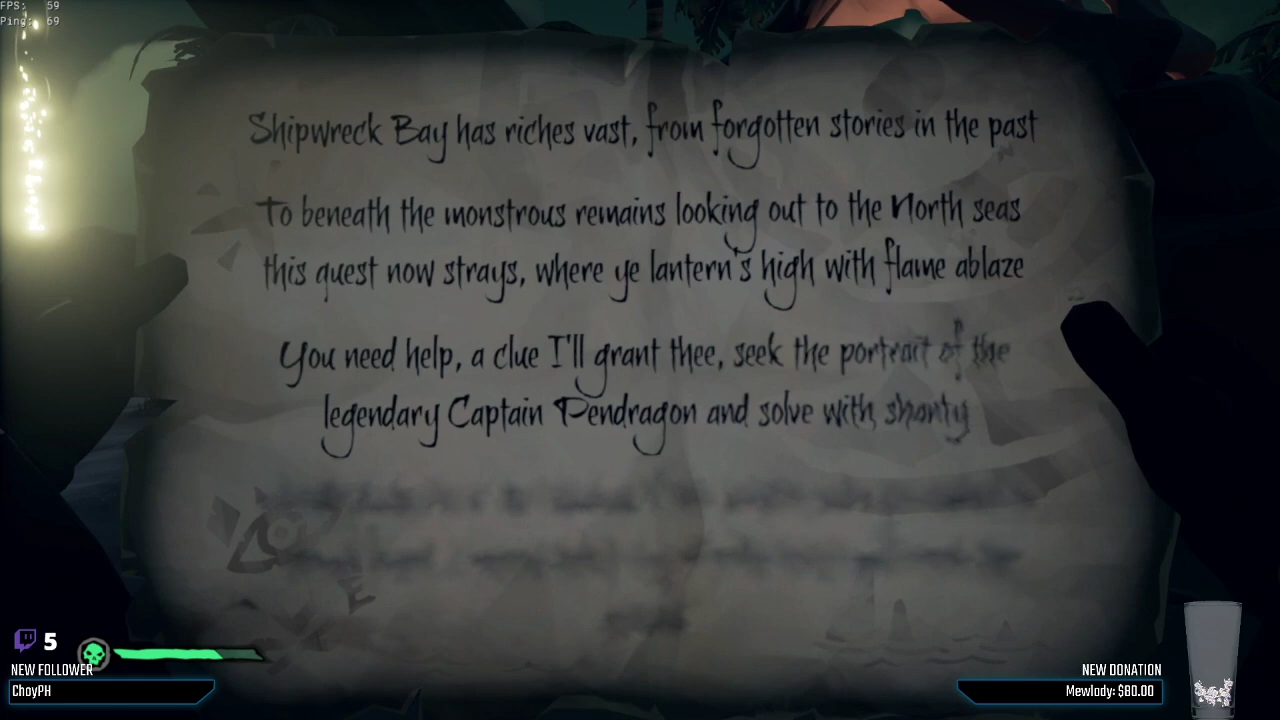 FPS: 59
Ping: 69
Shipwreck Bay has riches vast, from forgotten stories in the past
To beneath the monstrous remains looking out to the North seas
this quest now strays, where ye lantern's high with flame ablaze
You need help, a clue I'll grant thee, seek the portrait of the
legendary Captain Pendragon and solve with shanty
5
NEW FOLLOWER
ChoyPH
NEW DONATION
Mewlody: $80.00